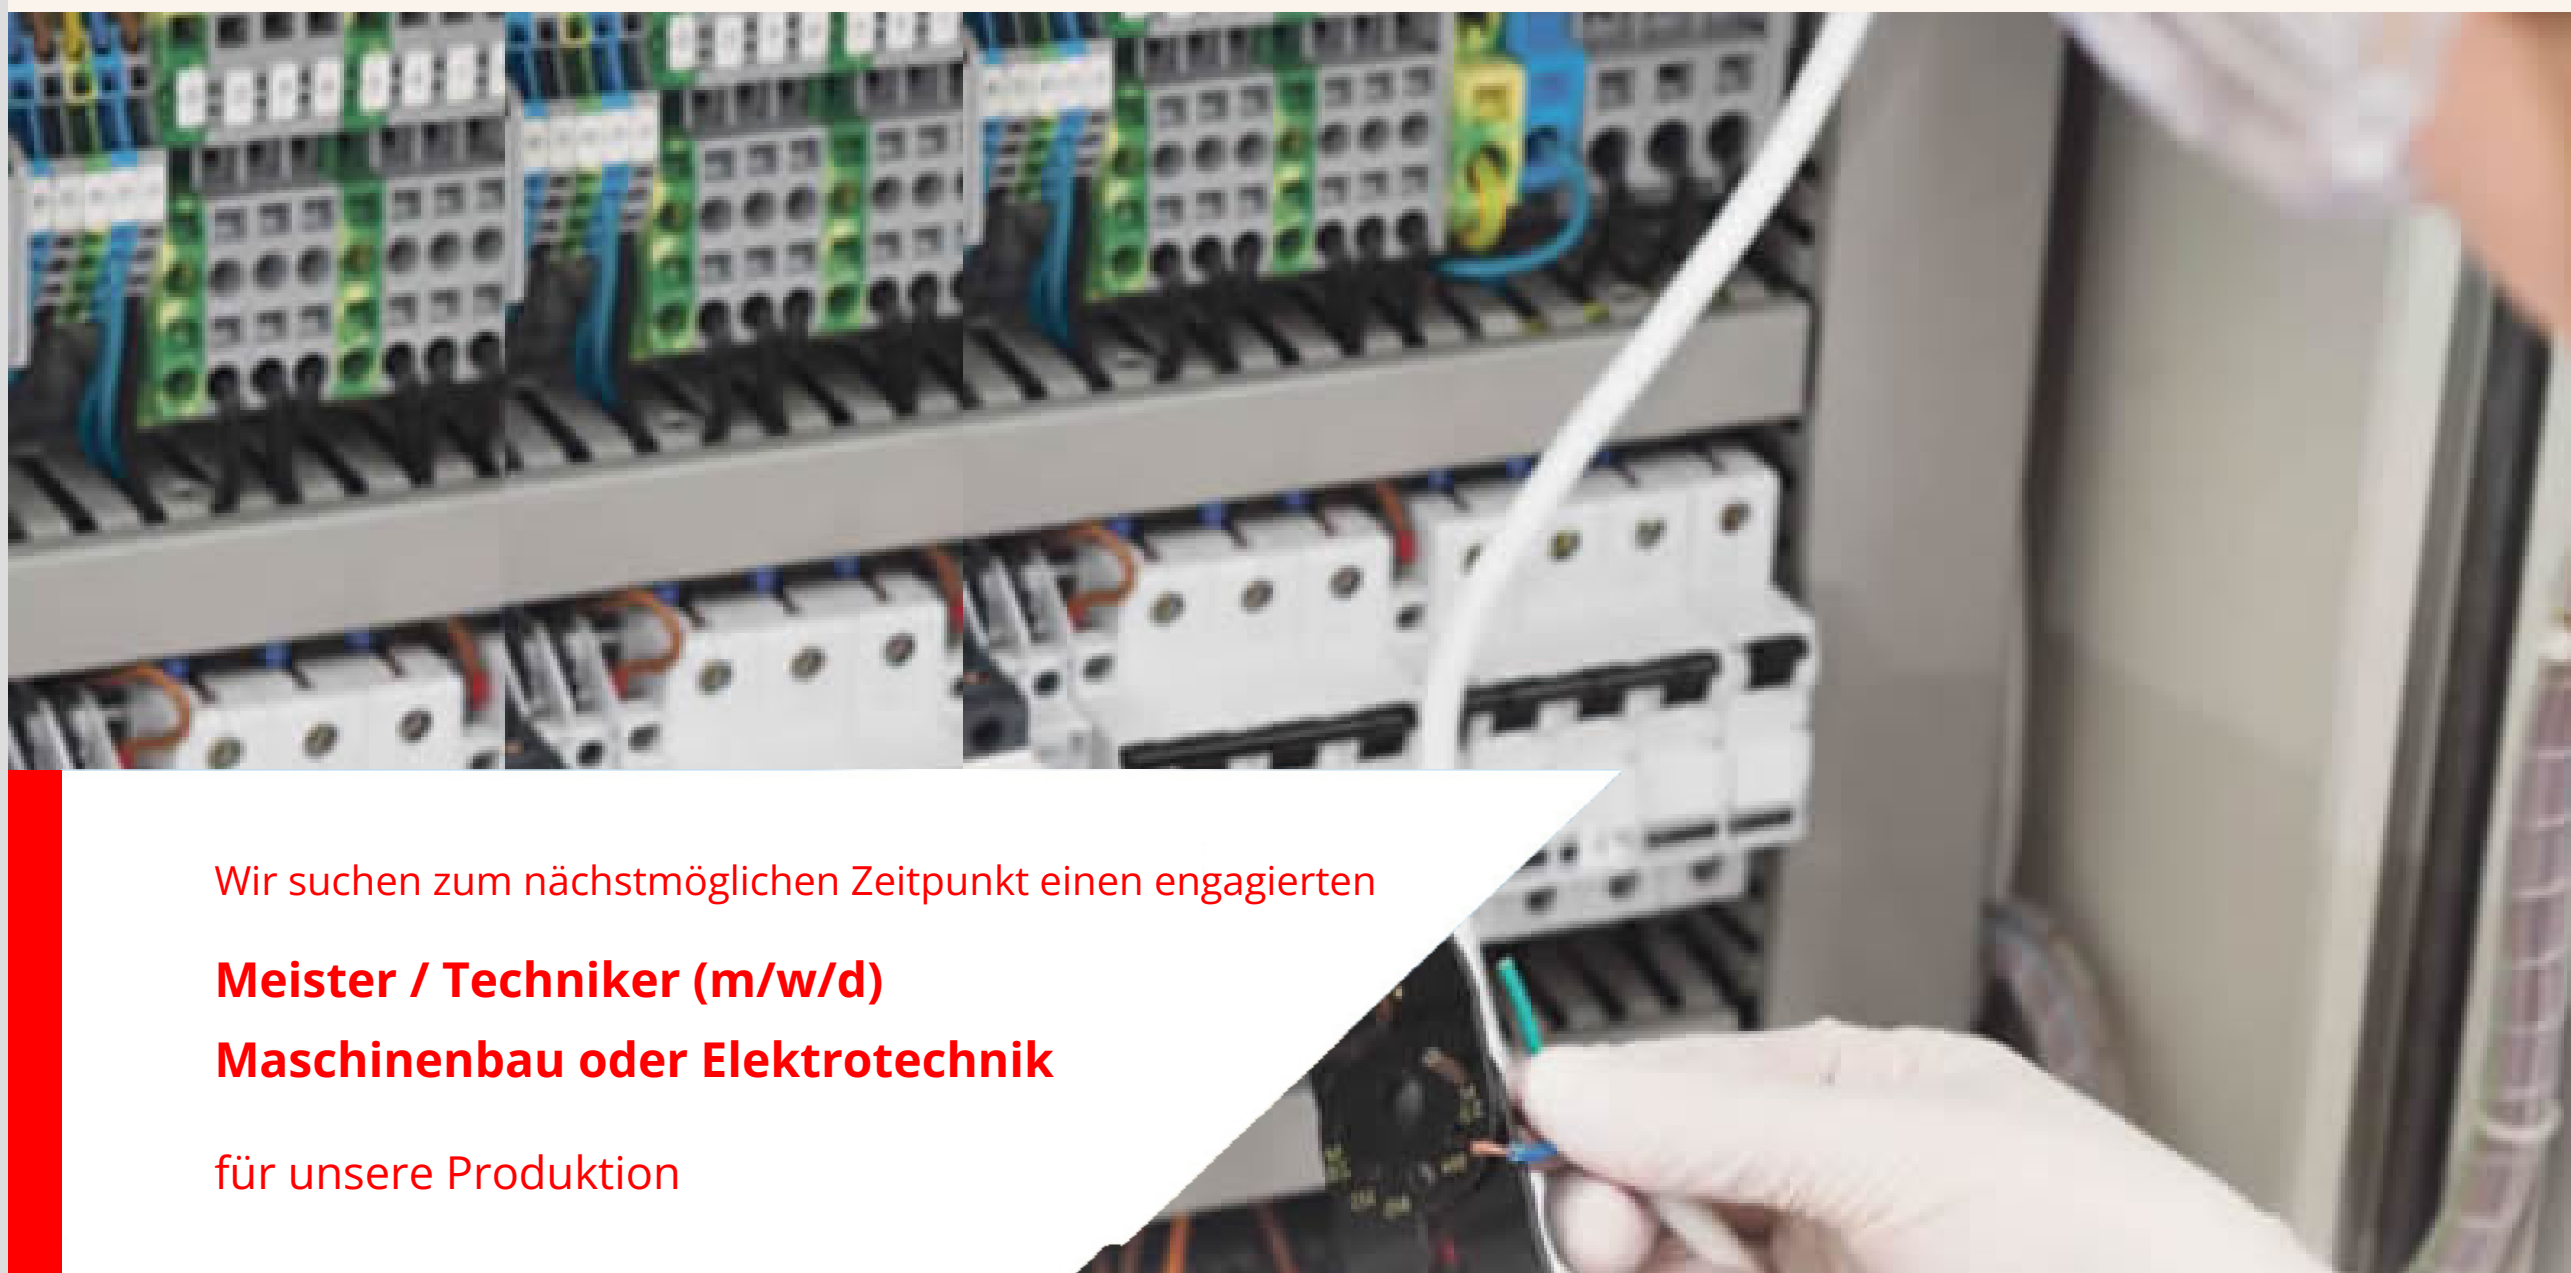 Wir suchen zum nächstmöglichen Zeitpunkt einen engagierten
Meister / Techniker (m/w/d)
Maschinenbau oder Elektrotechnik
für unsere Produktion